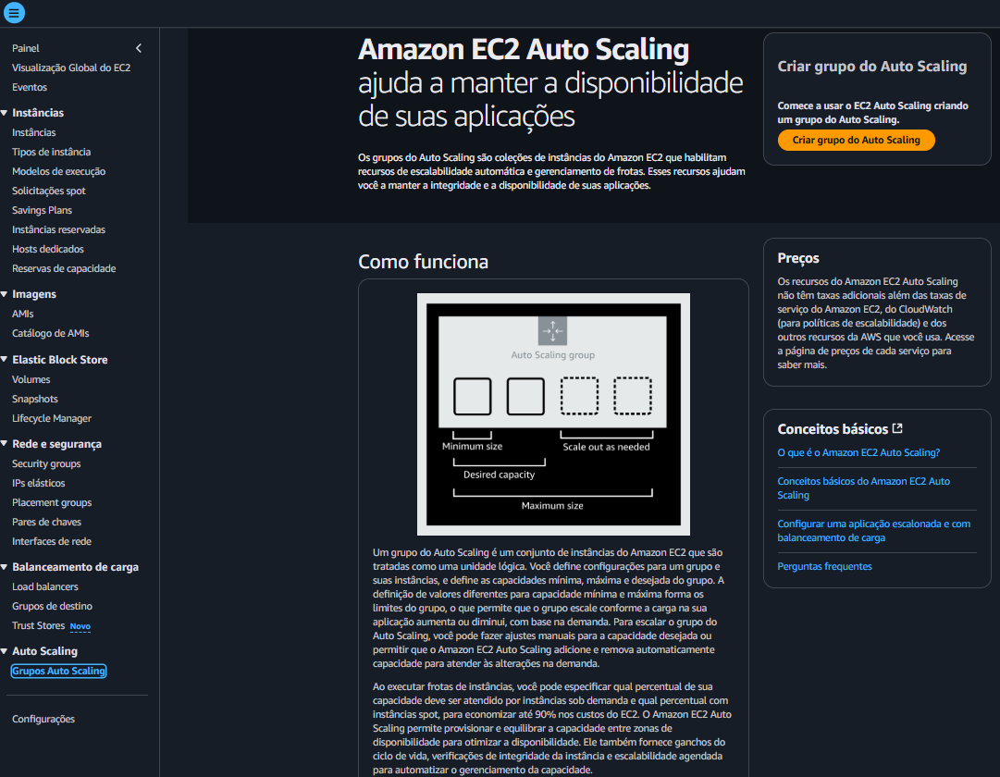 Painel
Visualização Global do EC2
Eventos
Instâncias
Instâncias
Tipos de instância
Modelos de execução
Solicitações spot
Savings Plans
Instâncias reservadas
Hosts dedicados
Reservas de capacidade
Imagens
AMIs
Catálogo de AMIs
Elastic Block Store
Volumes
Snapshots
Lifecycle Manager
Rede e segurança
Security groups
IPs elásticos
Placement groups
Pares de chaves
Interfaces de rede
Balanceamento de carga
Load balancers
Grupos de destino
Trust Stores Novo
Auto Scaling
Grupos Auto Scaling
Configurações
Amazon EC2 Auto Scaling
ajuda a manter a disponibilidade
de suas aplicações
Os grupos do Auto Scaling são coleções de instâncias do Amazon EC2 que habilitam
recursos de escalabilidade automática e gerenciamento de frotas. Esses recursos ajudam
você a manter a integridade e a disponibilidade de suas aplicações.
Criar grupo do Auto Scaling
Comece a usar o EC2 Auto Scaling criando
um grupo do Auto Scaling.
Criar grupo do Auto Scaling
Como funciona
Auto Scaling group
Minimum size
Scale out as needed
Desired capacity
Maximum size
Um grupo do Auto Scaling é um conjunto de instâncias do Amazon EC2 que são
tratadas como uma unidade lógica. Você define configurações para um grupo e
suas instâncias, e define as capacidades mínima, máxima e desejada do grupo. A
definição de valores diferentes para capacidade mínima e máxima forma os
limites do grupo, o que permite que o grupo escale conforme a carga na sua
aplicação aumenta ou diminui, com base na demanda. Para escalar o grupo do
Auto Scaling, você pode fazer ajustes manuais para a capacidade desejada ou
permitir que o Amazon EC2 Auto Scaling adicione e remova automaticamente
capacidade para atender às alterações na demanda.
Ao executar frotas de instâncias, você pode especificar qual percentual de sua
capacidade deve ser atendido por instâncias sob demanda e qual percentual com
instâncias spot, para economizar até 90% nos custos do EC2. O Amazon EC2 Auto
Scaling permite provisionar e equilibrar a capacidade entre zonas de
disponibilidade para otimizar a disponibilidade. Ele também fornece ganchos do
ciclo de vida, verificações de integridade da instância e escalabilidade agendada
para automatizar o gerenciamento da capacidade.
Preços
Os recursos do Amazon EC2 Auto Scaling
não têm taxas adicionais além das taxas de
serviço do Amazon EC2, do CloudWatch
(para políticas de escalabilidade) e dos
outros recursos da AWS que você usa. Acesse
a página de preços de cada serviço para
saber mais.
Conceitos básicos
O que é o Amazon EC2 Auto Scaling?
Conceitos básicos do Amazon EC2 Auto
Scaling
Configurar uma aplicação escalonada e com
balanceamento de carga
Perguntas frequentes